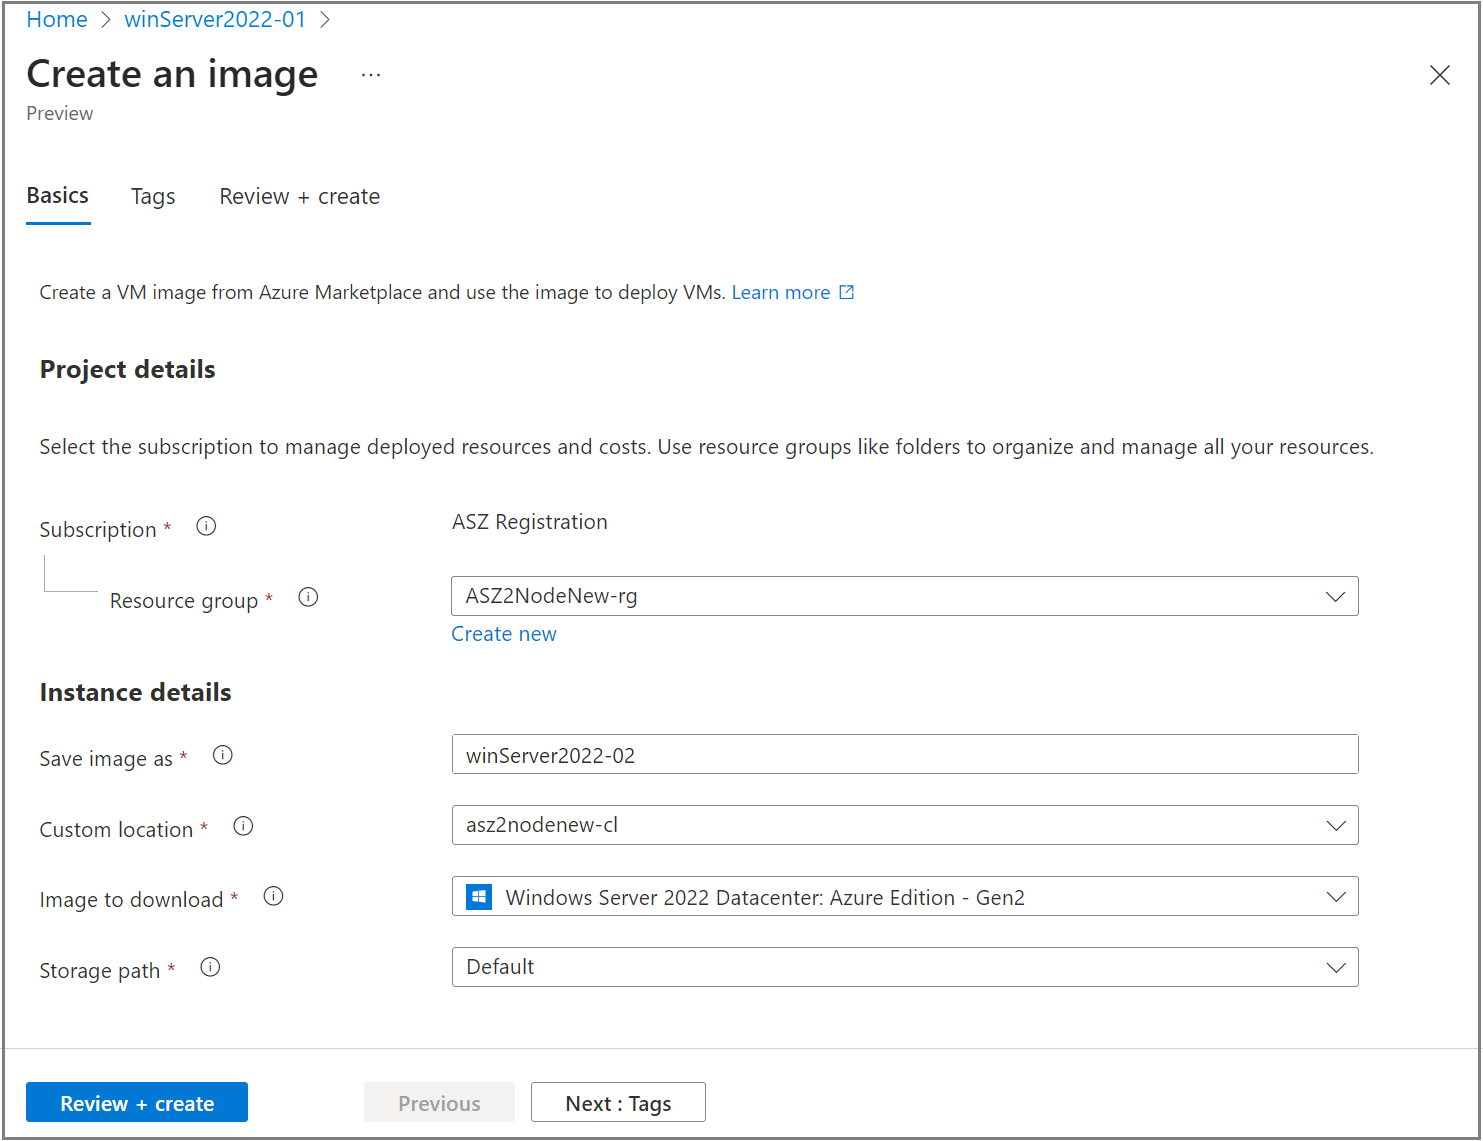 Home > winServer2022-01 >
Create an image ...
Preview
Basics Tags Review + create
Create a VM image from Azure Marketplace and use the image to deploy VMs. Learn more
Project details
Select the subscription to manage deployed resources and costs. Use resource groups like folders to organize and manage all your resources.
Subscription * ASZ Registration
Resource group * ASZ2NodeNew-rg
Create new
Instance details
Save image as * winServer2022-02
Custom location * asz2nodenew-cl
Image to download * Windows Server 2022 Datacenter: Azure Edition - Gen2
Storage path * Default
Review + create Previous Next : Tags